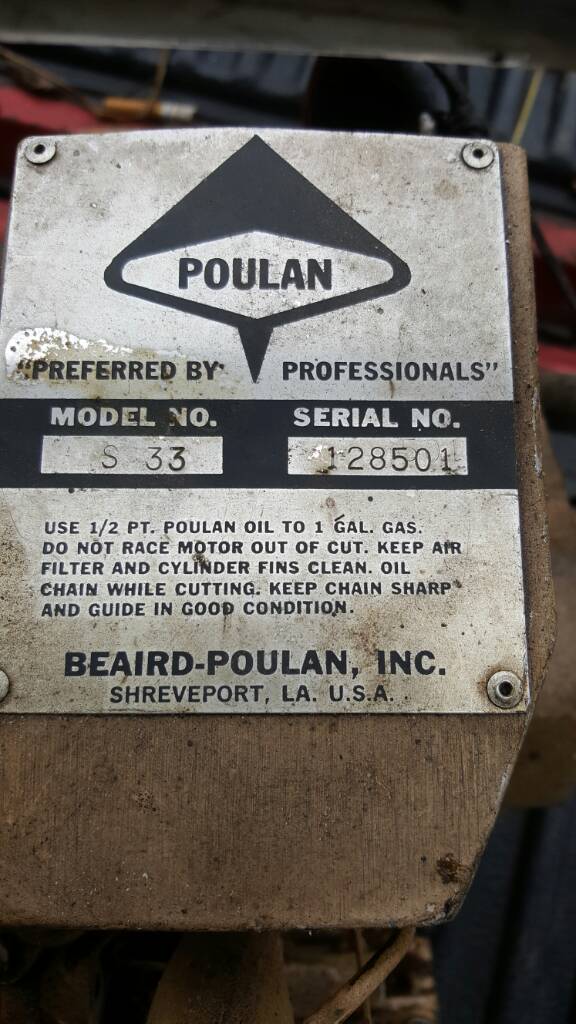 POULAN
"PREFERRED BY PROFESSIONALS"
MODEL NO. SERIAL NO.
S 33 128501
USE 1/2 PT. POULAN OIL TO 1 GAL. GAS.
DO NOT RACE MOTOR OUT OF CUT. KEEP AIR
FILTER AND CYLINDER FINS CLEAN. OIL
CHAIN WHILE CUTTING. KEEP CHAIN SHARP
AND GUIDE IN GOOD CONDITION.
BEAIRD-POULAN, INC.
SHREVEPORT, LA. U.S.A.